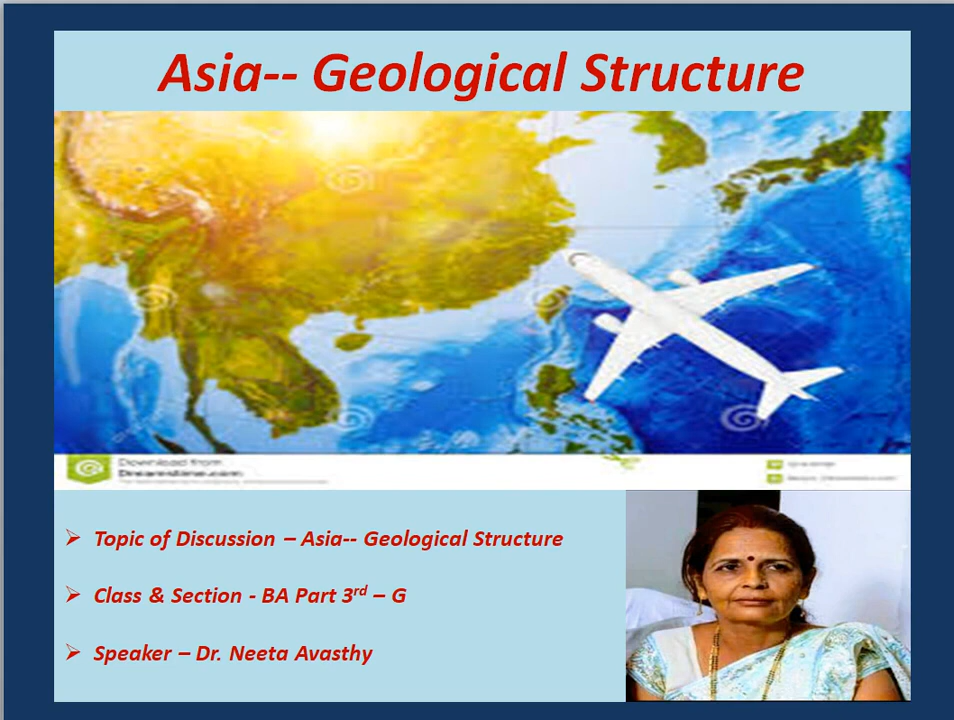 Asia-- Geological Structure
Download from
Dreamstime.com
➢ Topic of Discussion – Asia-- Geological Structure
➢ Class & Section - BA Part 3rd – G
➢ Speaker – Dr. Neeta Avasthy